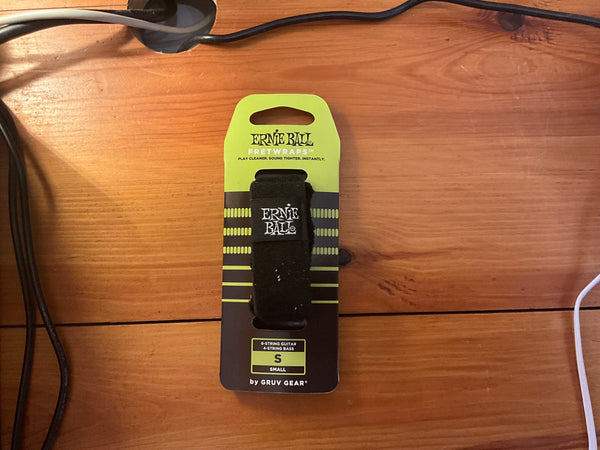 ERNIE BALL
FRETWRAPS™
PLAY CLEANER. SOUND TIGHTER. INSTANTLY.
ERNIE
BALL
6-STRING GUITAR
4-STRING BASS
S
SMALL
by GRUV GEAR®